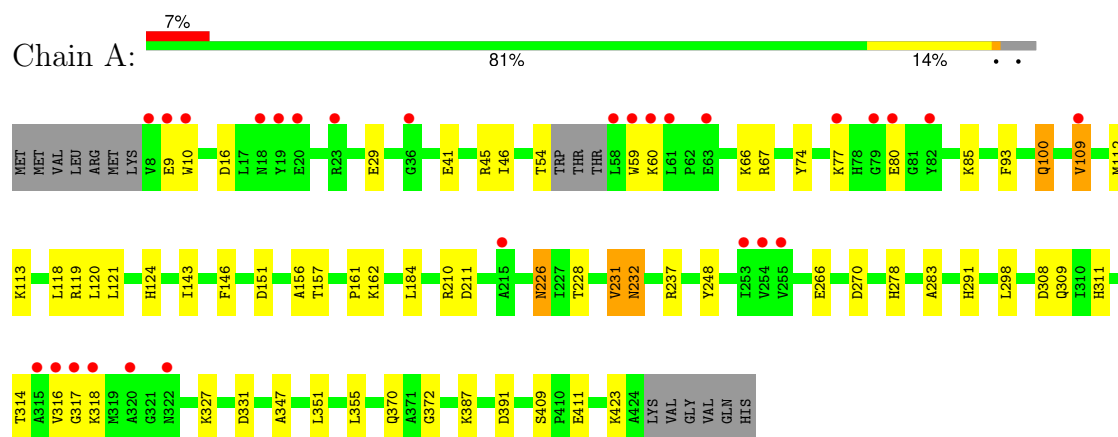 7%
Chain A:
81% 14% • •
MET MET VAL LEU ARG MET LYS V8 E9 W10 D16 L17 N18 Y19 E20 R23 E29 G36 E41 R45 I46 T54 TRP THR THR L58 W59 K60 L61 P62 E63 K66 R67 Y74 K77 H78 G79 E80 G81 Y82 K85 F93 Q100 V109 M112
K113 L118 R119 L120 L121 H124 I143 F146 D151 A156 T157 P161 K162 L184 R210 D211 A215 N226 I227 T228 V231 N232 R237 Y248 I253 V254 V255 E266 D270 H278 A283 H291 L298 D308 Q309 I310 H311
T314 A315 V316 G317 K318 M319 A320 G321 N322 K327 D331 A347 L351 L355 Q370 A371 G372 K387 D391 S409 P410 E411 K423 A424 LYS VAL GLY VAL GLN HIS